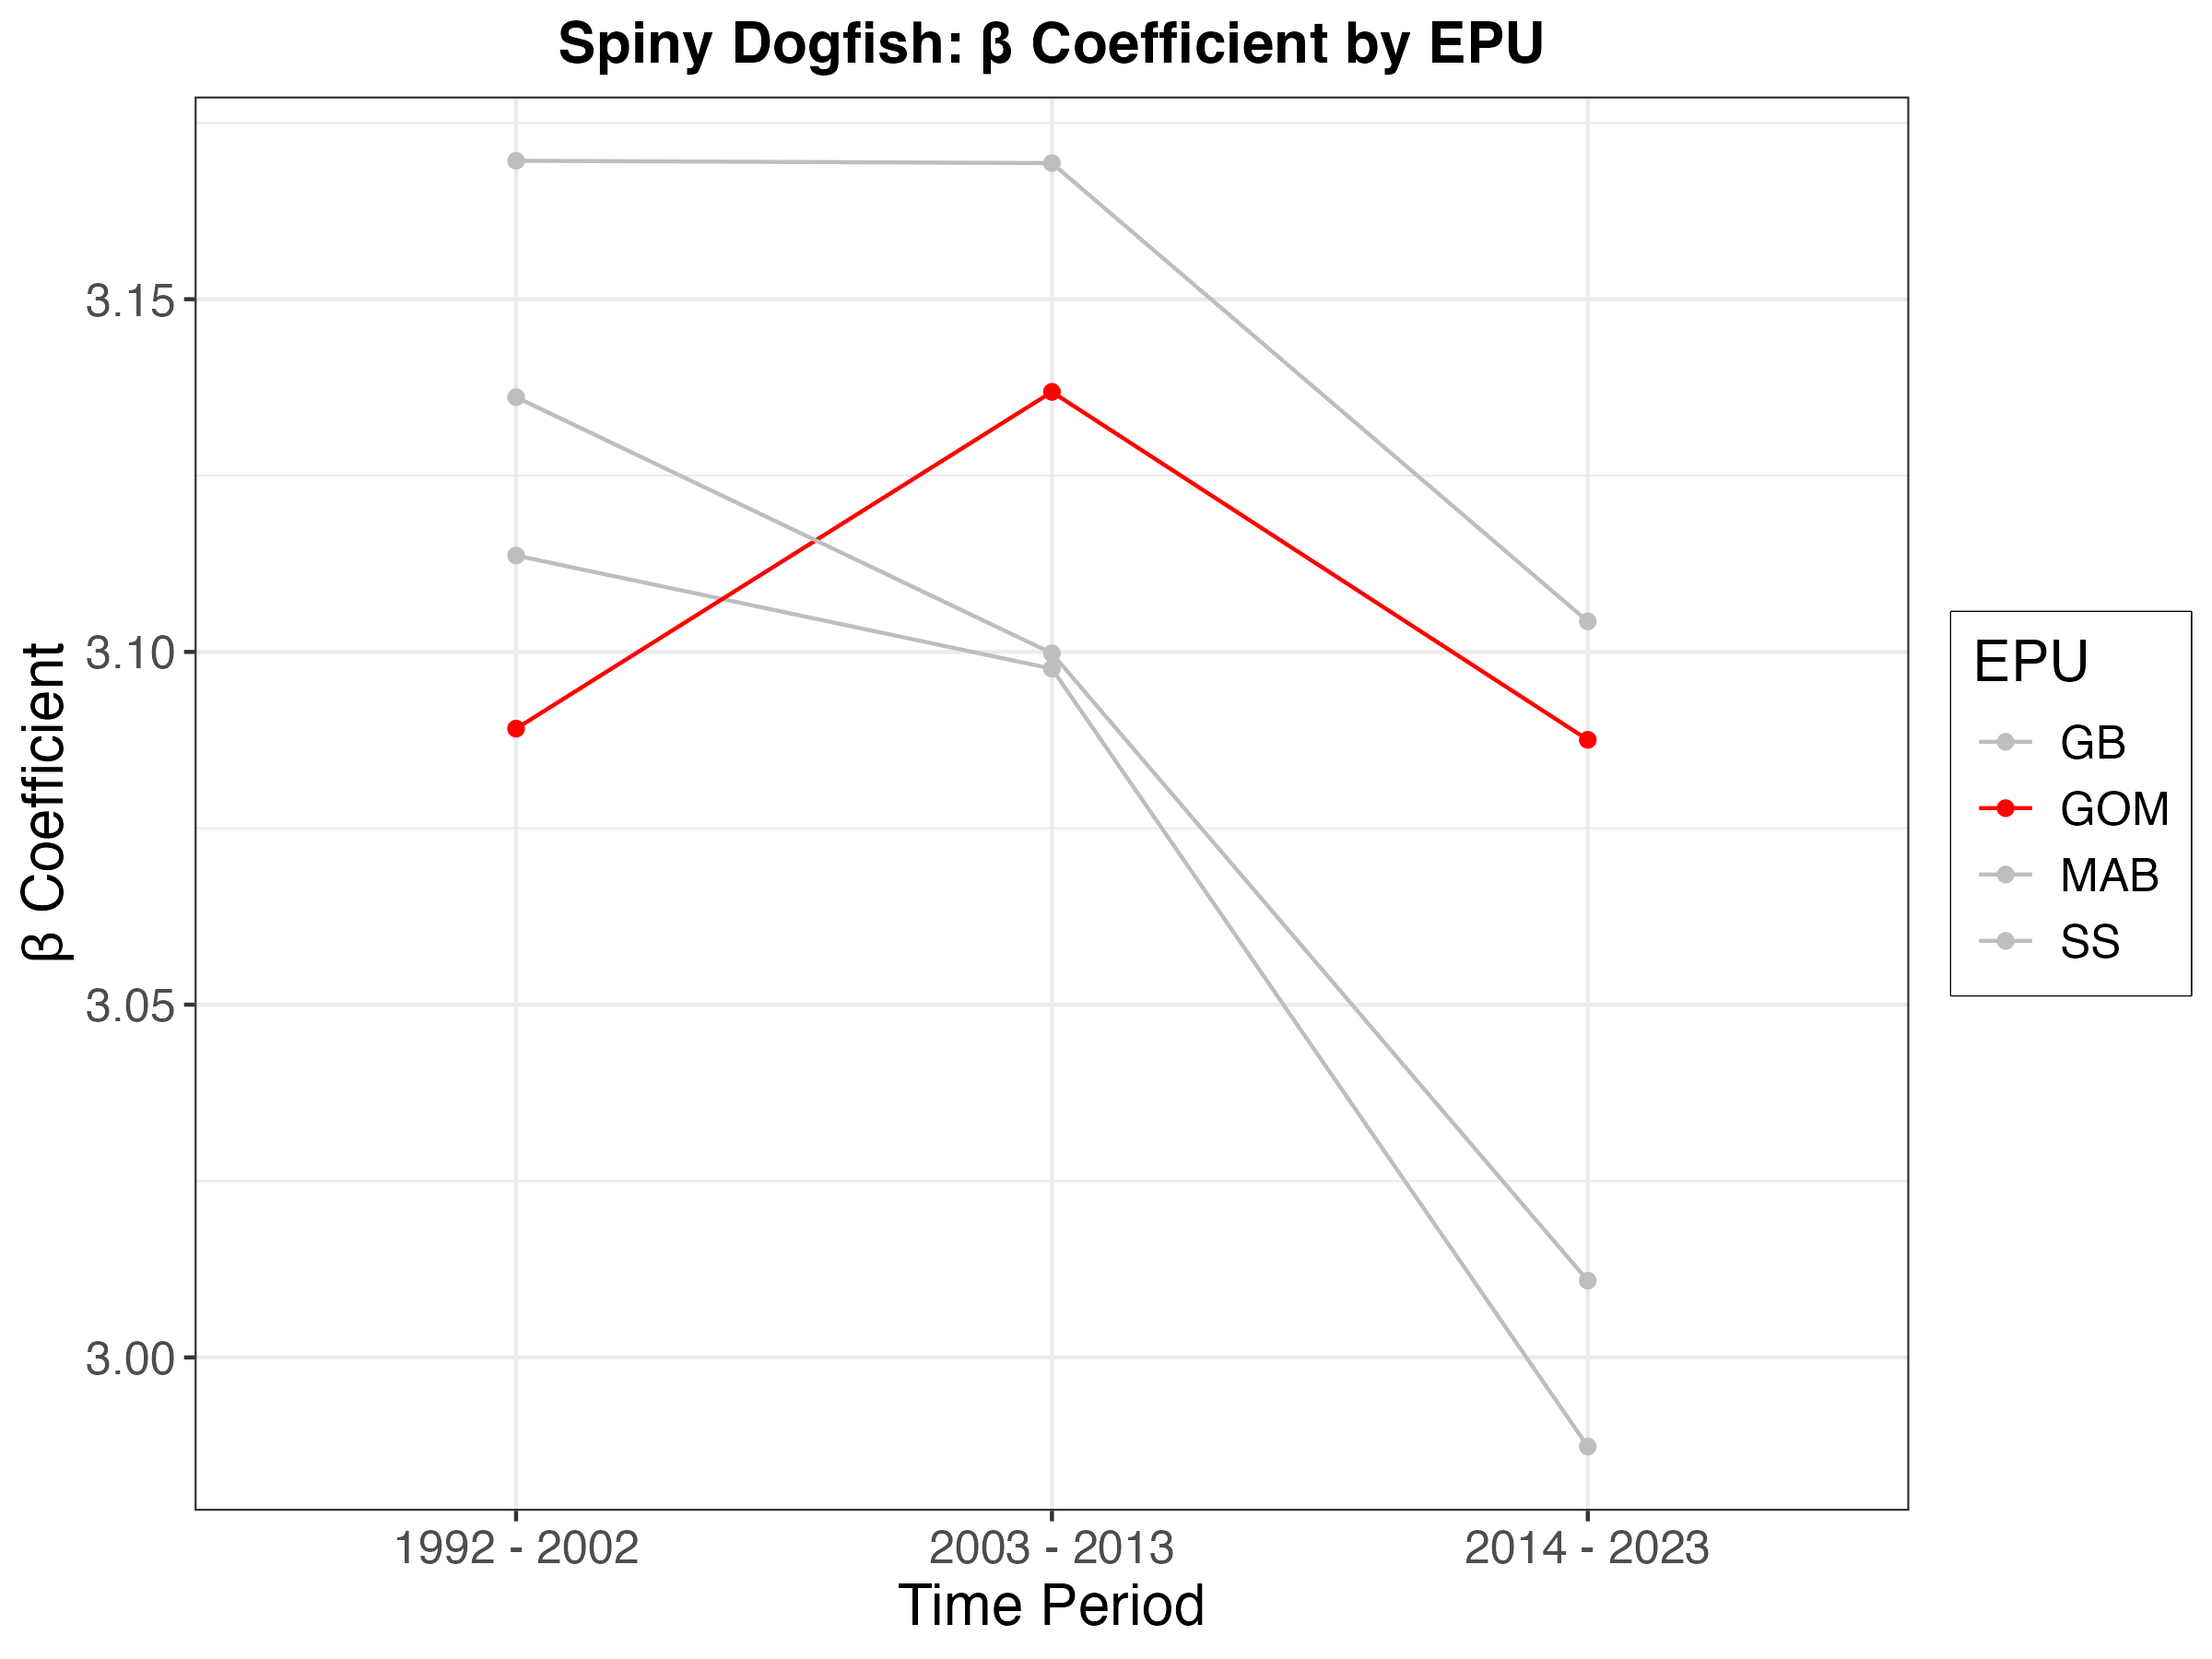 Spiny Dogfish: β Coefficient by EPU
β Coefficient
3.15
3.10
3.05
3.00
1992 - 2002
2003 - 2013
2014 - 2023
Time Period
EPU
GB
GOM
MAB
SS